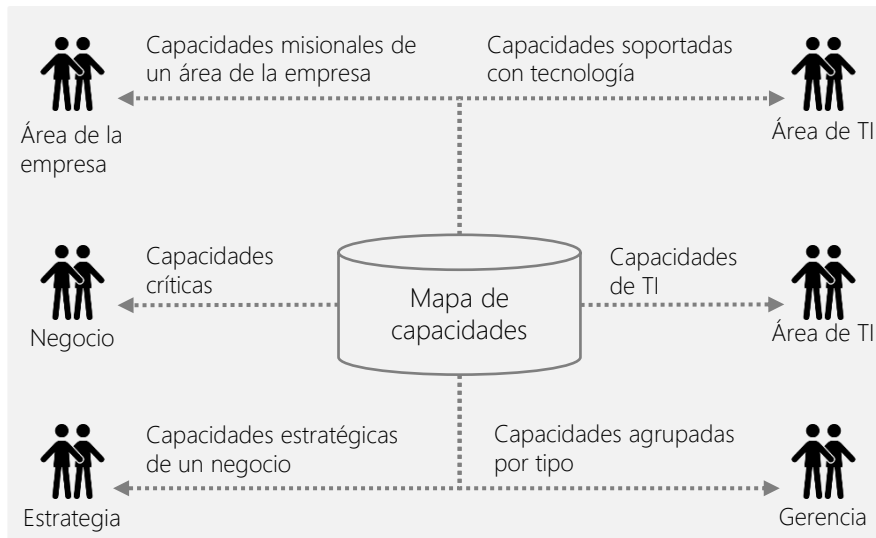 Capacidades misionales de
un área de la empresa
Capacidades soportadas
con tecnología
Área de la
empresa
Área de TI
Capacidades
críticas
Capacidades
de TI
Mapa de
capacidades
Negocio
Área de TI
Capacidades estratégicas
de un negocio
Capacidades agrupadas
por tipo
Estrategia
Gerencia